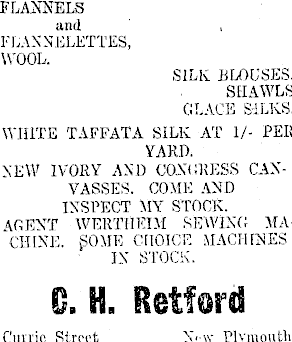 FLANNELS
and
FLANNELETTES,
WOOL.
SILK BLOUSES,
SHAWLS
GLACE SILKS.
WHITE TAFFATA SILK AT 1/- PER
YARD.
NEW IVORY AND CONGRESS CAN-
VASSES. COME AND
INSPECT MY STOCK.
AGENT WERTHEIM SEWING MA-
CHINE. SOME CHOICE MACHINES
IN STOCK.
C. H. Retford
Currie Street New Plymouth